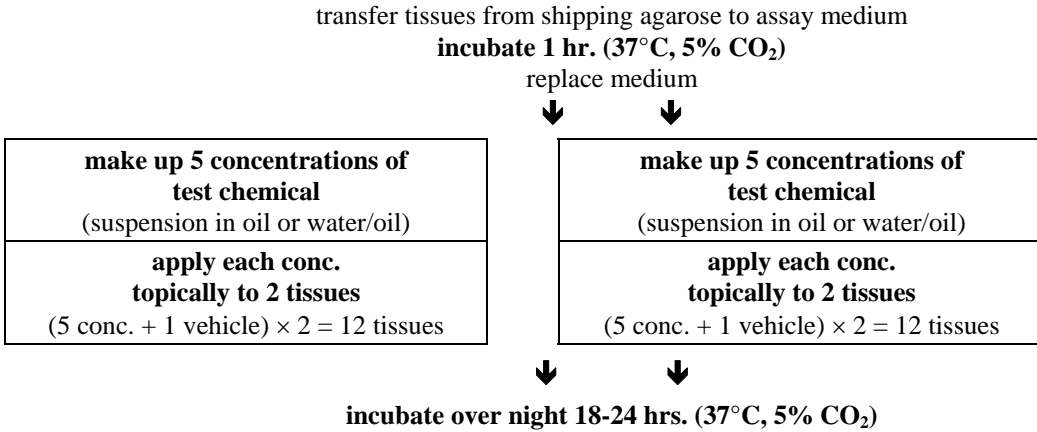 transfer tissues from shipping agarose to assay medium
incubate 1 hr. (37°C, 5% CO₂)
replace medium
make up 5 concentrations of
test chemical
(suspension in oil or water/oil)
apply each conc.
topically to 2 tissues
(5 conc. + 1 vehicle) × 2 = 12 tissues
make up 5 concentrations of
test chemical
(suspension in oil or water/oil)
apply each conc.
topically to 2 tissues
(5 conc. + 1 vehicle) × 2 = 12 tissues
incubate over night 18-24 hrs. (37°C, 5% CO₂)